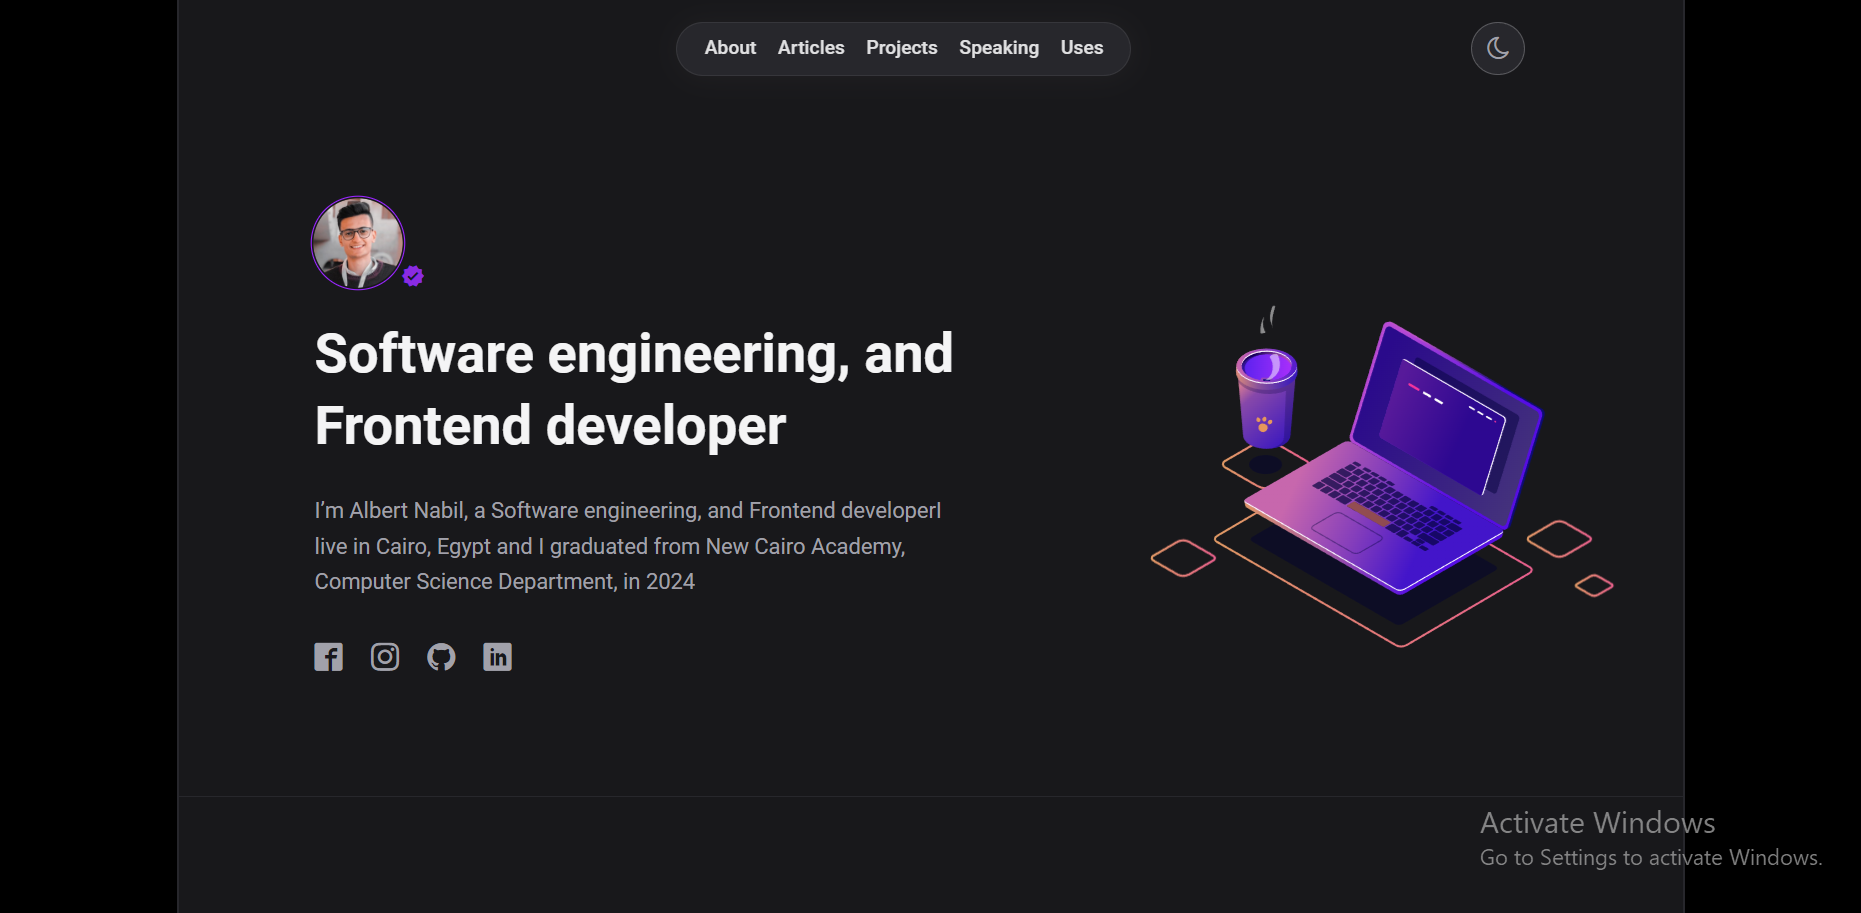 About Articles Projects Speaking Uses
Software engineering, and
Frontend developer
I’m Albert Nabil, a Software engineering, and Frontend developerI
live in Cairo, Egypt and I graduated from New Cairo Academy,
Computer Science Department, in 2024
Activate Windows
Go to Settings to activate Windows.